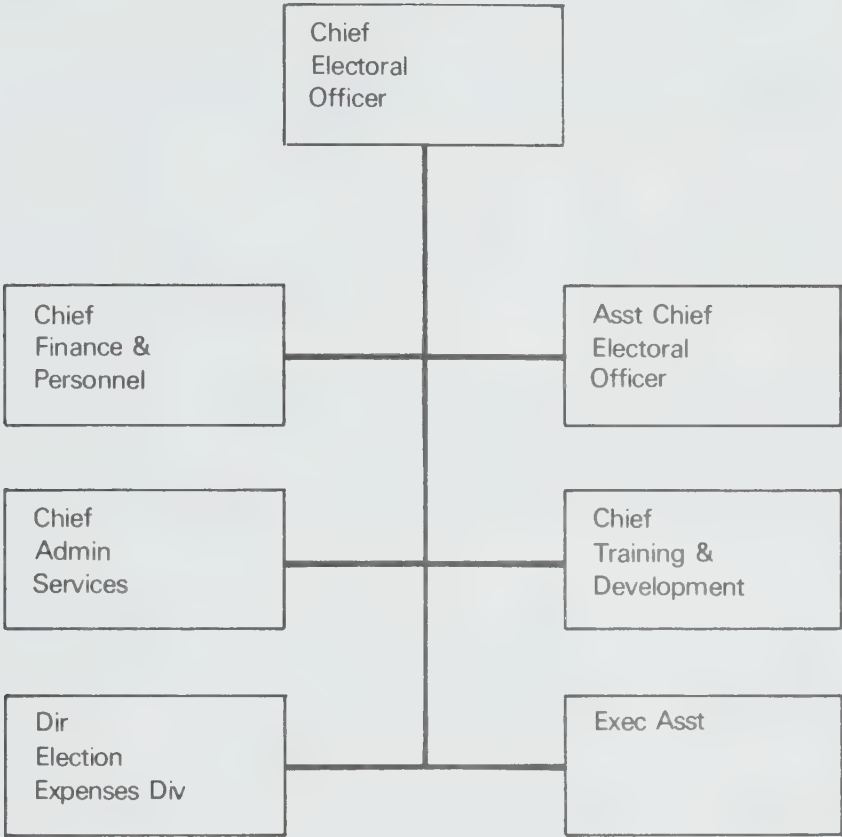 Chief
Electoral
Officer
Chief
Finance &
Personnel
Asst Chief
Electoral
Officer
Chief
Admin
Services
Chief
Training &
Development
Dir
Election
Expenses Div
Exec Asst